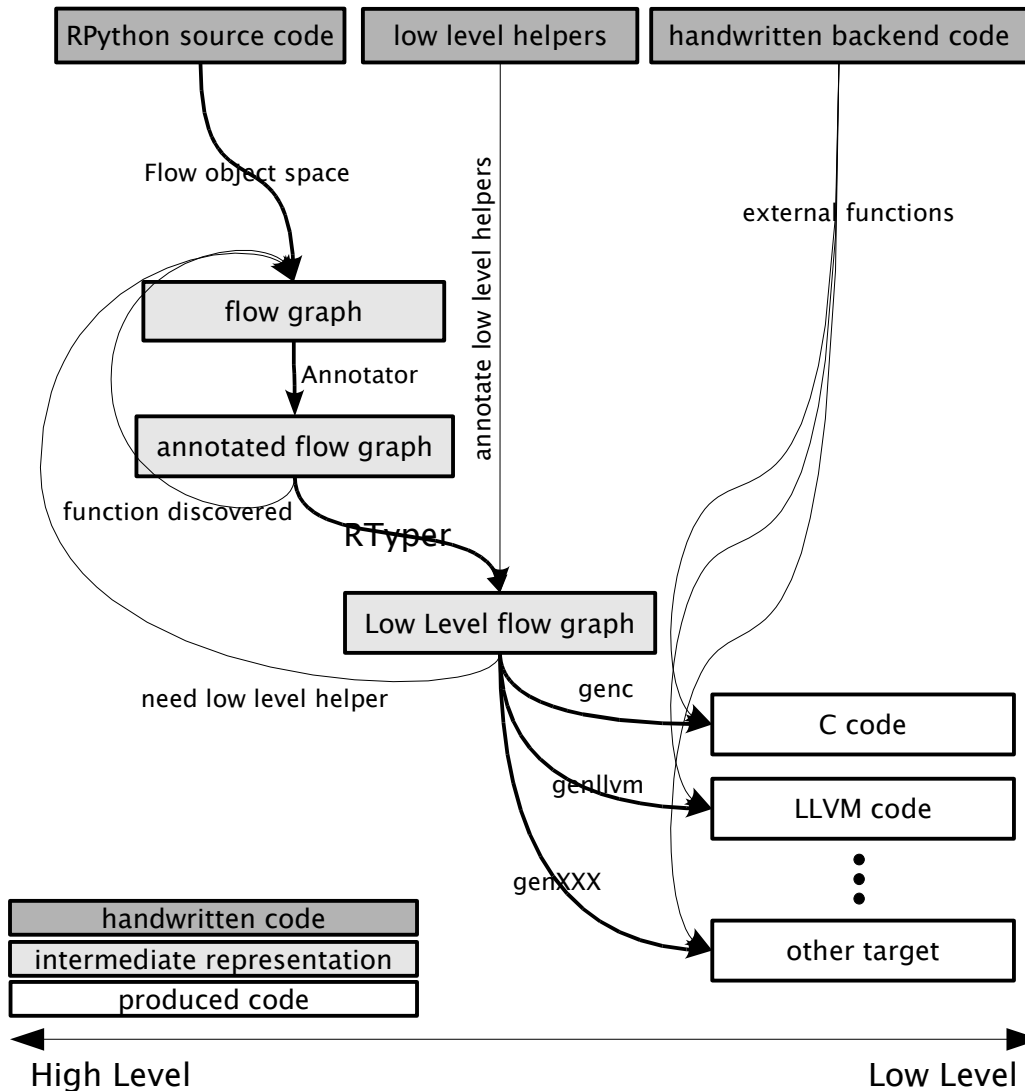 RPython source code
low level helpers
handwritten backend code
Flow object space
annotate low level helpers
external functions
flow graph
Annotator
annotated flow graph
function discovered
RTyper
Low Level flow graph
need low level helper
genc
C code
genllvm
LLVM code
genXXX
other target
handwritten code
intermediate representation
produced code
High Level
Low Level